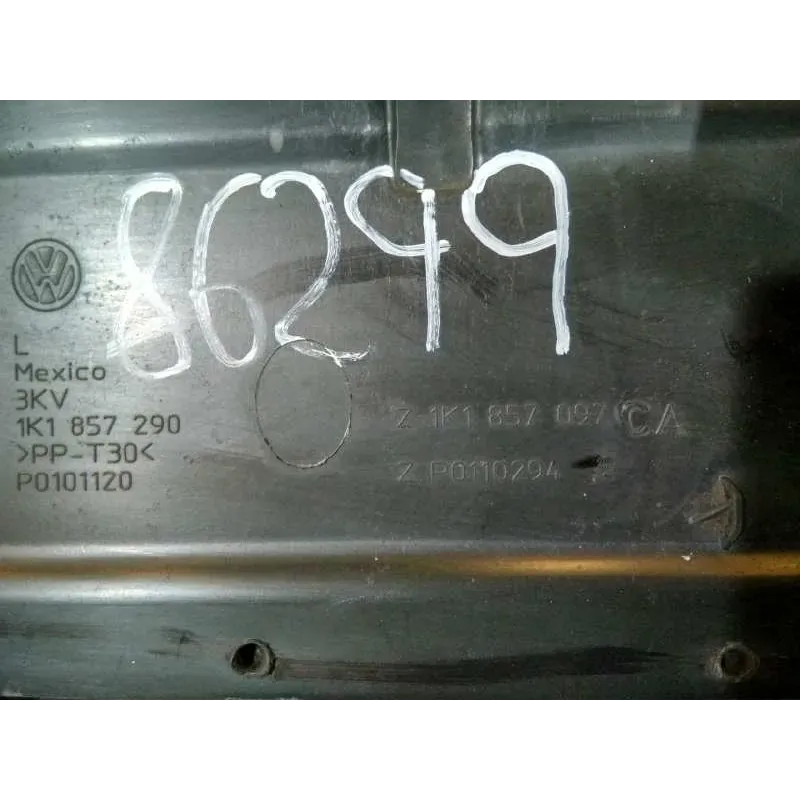 86299
L
Mexico
3KV
1K1 857 290
>PP-T30<
P0101120
Z 1K1 857 097 CA
Z P0110294